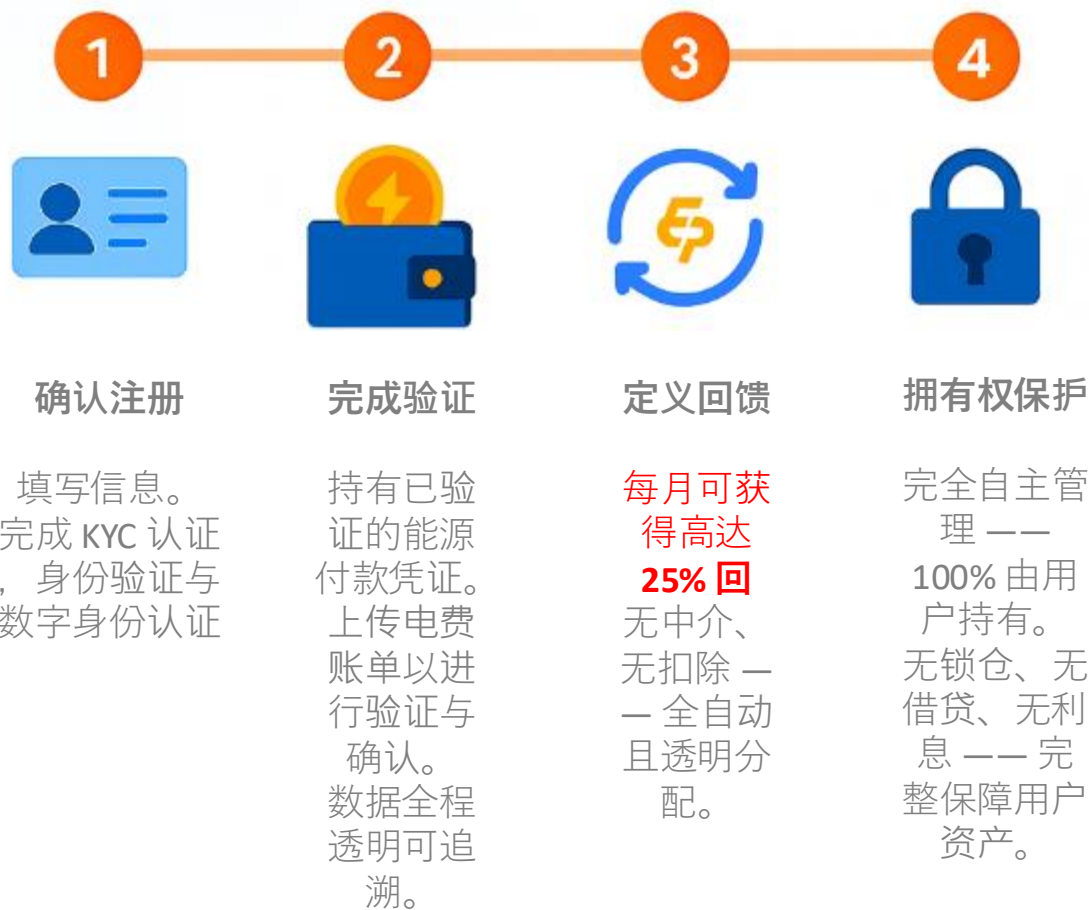 1
2
3
4
确认注册
填写信息。
完成 KYC 认证
，身份验证与
数字身份认证
完成验证
持有已验
证的能源
付款凭证。
上传电费
账单以进
行验证与
确认。
数据全程
透明可追
溯。
定义回馈
每月可获
得高达
25% 回
无中介、
无扣除 —
— 全自动
且透明分
配。
拥有权保护
完全自主管
理 ——
100% 由用
户持有。
无锁仓、无
借贷、无利
息 —— 完
整保障用户
资产。